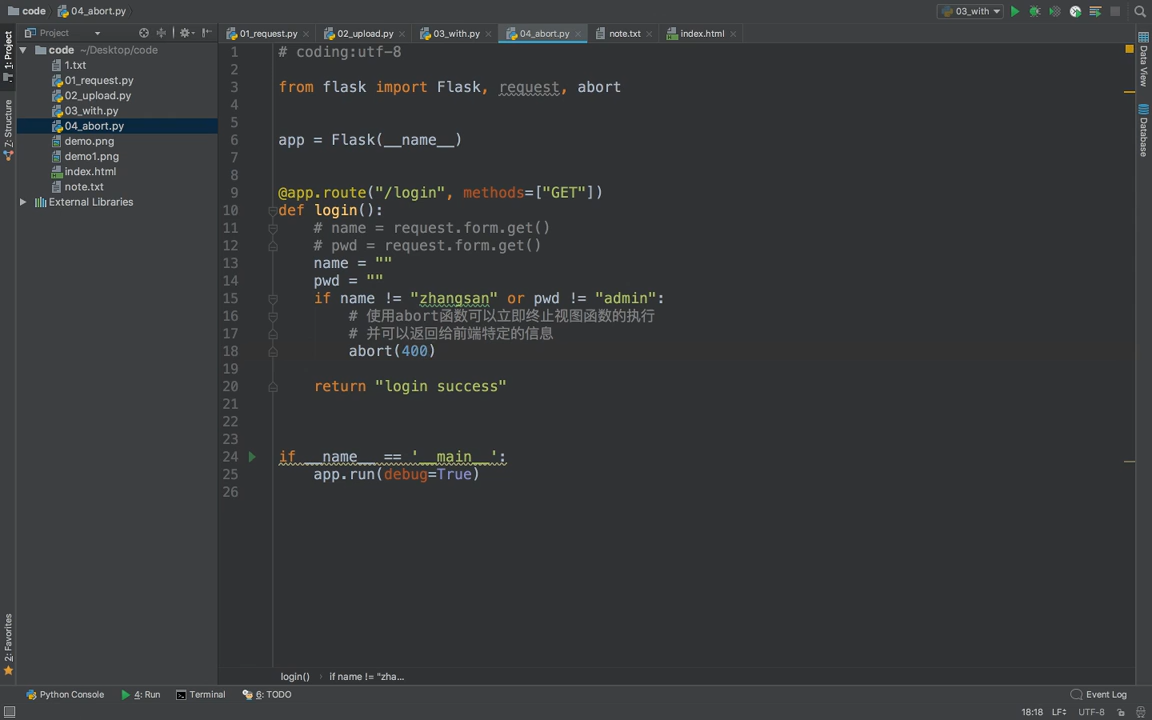 code 04_abort.py 03_with
Project 01_request.py 02_upload.py 03_with.py 04_abort.py note.txt index.html
1: Project
Z: Structure
2: Favorites
code ~/Desktop/code
1.txt
01_request.py
02_upload.py
03_with.py
04_abort.py
demo.png
demo1.png
index.html
note.txt
External Libraries
1 # coding:utf-8
2
3 from flask import Flask, request, abort
4
5
6 app = Flask(__name__)
7
8
9 @app.route("/login", methods=["GET"])
10 def login():
11 # name = request.form.get()
12 # pwd = request.form.get()
13 name = ""
14 pwd = ""
15 if name != "zhangsan" or pwd != "admin":
16 # 使用abort函数可以立即终止视图函数的执行
17 # 并可以返回给前端特定的信息
18 abort(400)
19
20 return "login success"
21
22
23
24 if __name__ == '__main__':
25 app.run(debug=True)
26
Data View
Database
login() if name != "zha...
Python Console 4: Run Terminal 6: TODO Event Log
18:18 LF UTF-8